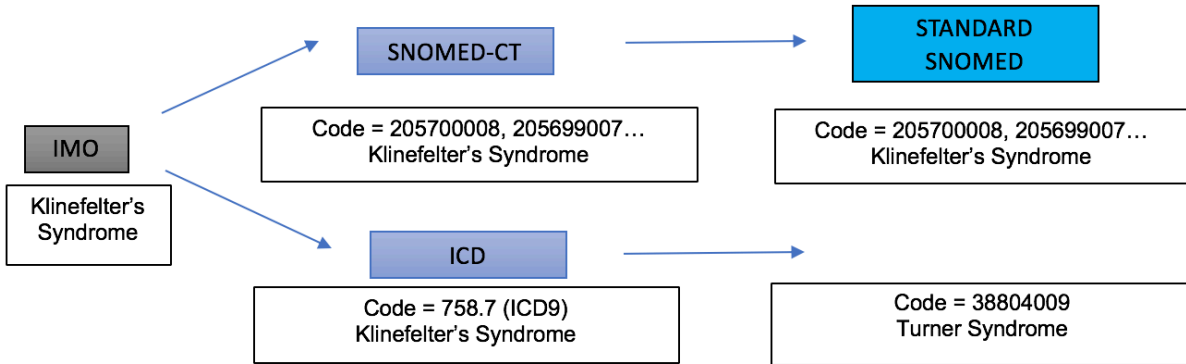 SNOMED-CT
STANDARD
SNOMED
Code = 205700008, 205699007…
Klinefelter’s Syndrome
Code = 205700008, 205699007…
Klinefelter’s Syndrome
IMO
Klinefelter’s
Syndrome
ICD
Code = 758.7 (ICD9)
Klinefelter’s Syndrome
Code = 38804009
Turner Syndrome